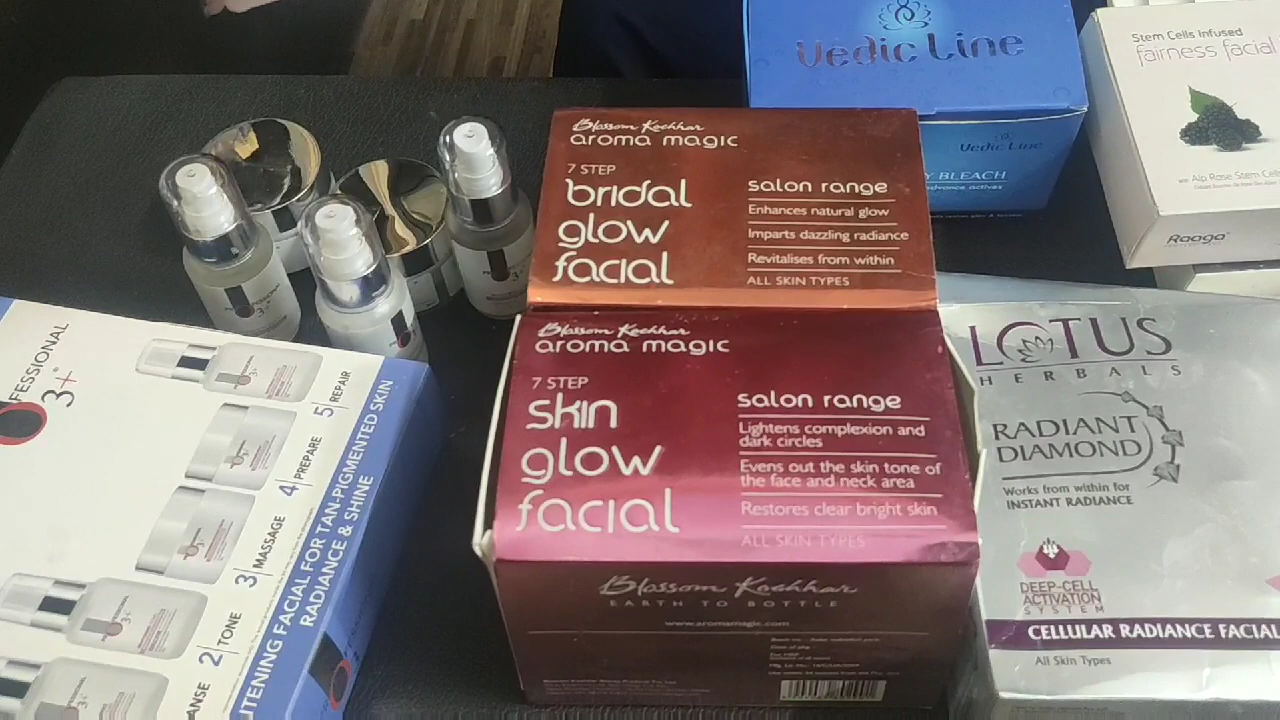 Vedic Line
Vedic Line
Y BLEACH
Stem Cells Infused
fairness facial
Alp Rose Stem Cells
Raaga
Blossom Kochhar
aroma magic
7 STEP
bridal
glow
facial
salon range
Enhances natural glow
Imparts dazzling radiance
Revitalises from within
ALL SKIN TYPES
Blossom Kochhar
aroma magic
7 STEP
skin
glow
facial
salon range
Lightens complexion and
dark circles
Evens out the skin tone of
the face and neck area
Restores clear bright skin
ALL SKIN TYPES
Blossom Kochhar
EARTH TO BOTTLE
www.aromamagic.com
LOTUS
HERBALS
RADIANT
DIAMOND
Works from within for
INSTANT RADIANCE
DEEP-CELL
ACTIVATION
SYSTEM
CELLULAR RADIANCE FACIAL
All Skin Types
FESSIONAL
3+
5 REPAIR
4 PREPARE
3 MASSAGE
2 TONE
ANSE
TENING FACIAL FOR TAN-PIGMENTED SKIN
RADIANCE & SHINE
3+